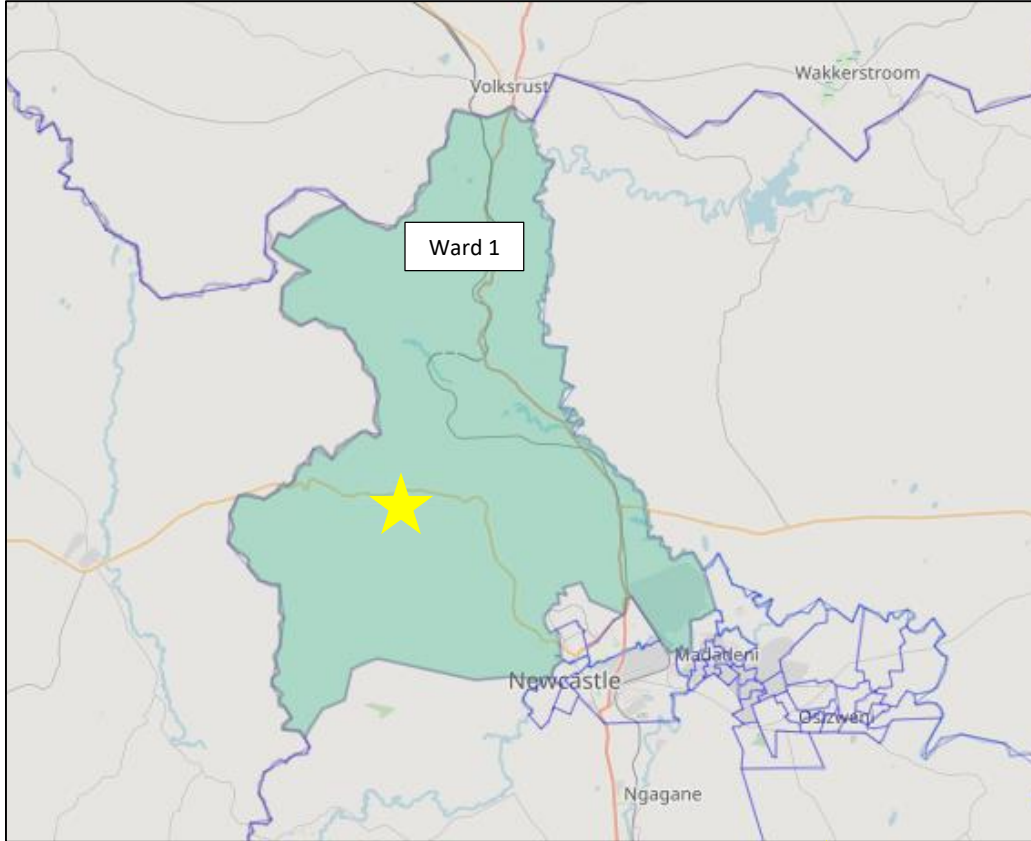 Wakkerstroom
Volksrust
Ward 1
Madadeni
Newcastle
Osizweni
Ngagane